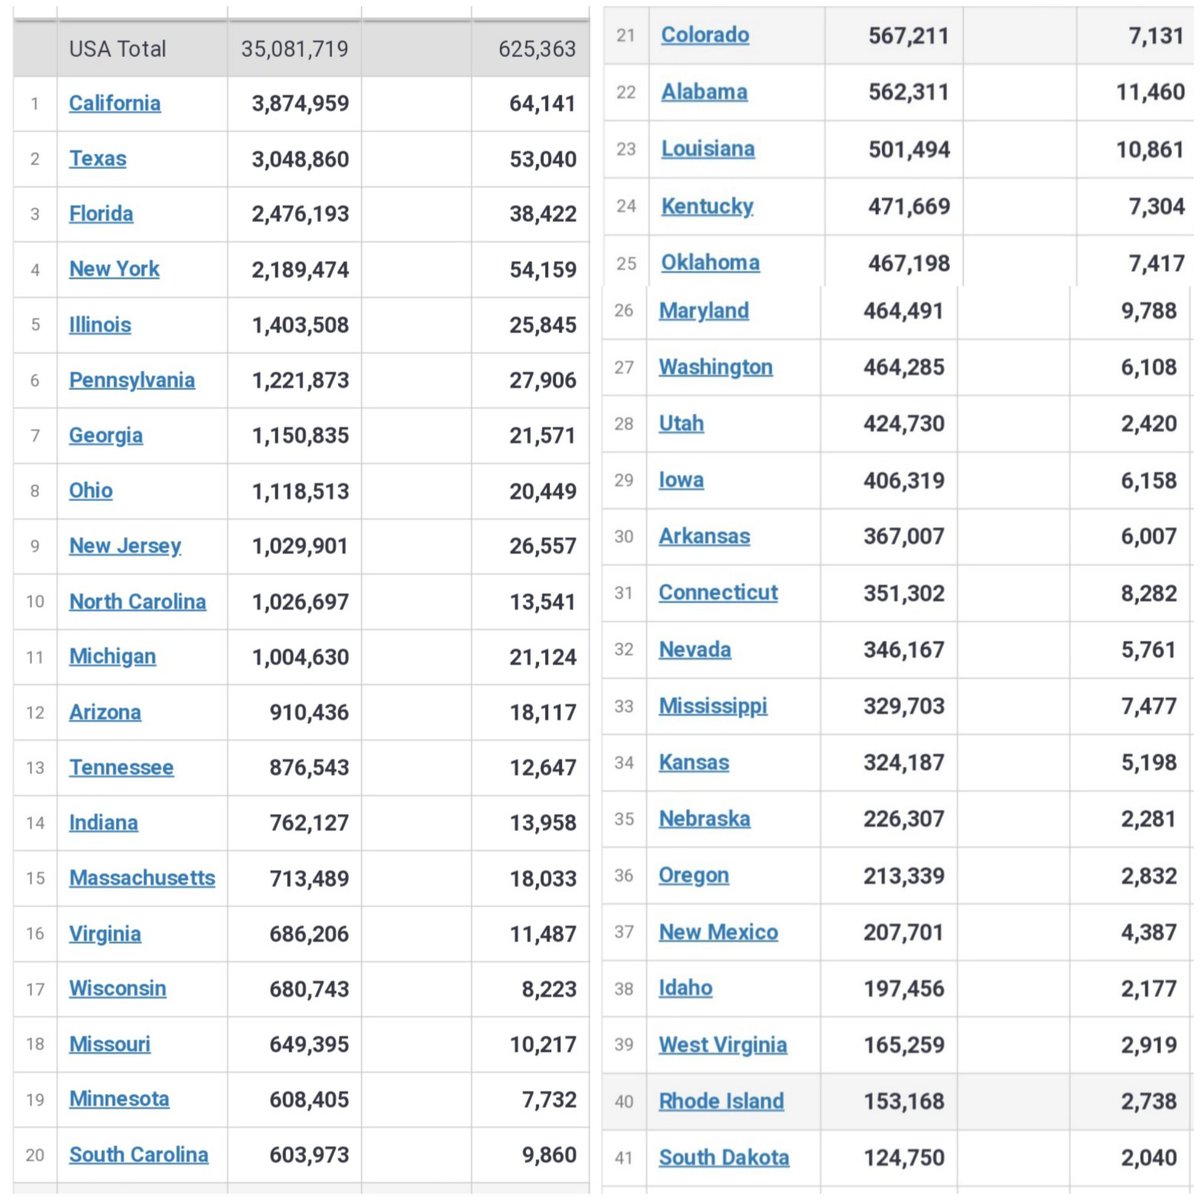 USA Total 35,081,719 625,363
1 California 3,874,959 64,141
2 Texas 3,048,860 53,040
3 Florida 2,476,193 38,422
4 New York 2,189,474 54,159
5 Illinois 1,403,508 25,845
6 Pennsylvania 1,221,873 27,906
7 Georgia 1,150,835 21,571
8 Ohio 1,118,513 20,449
9 New Jersey 1,029,901 26,557
10 North Carolina 1,026,697 13,541
11 Michigan 1,004,630 21,124
12 Arizona 910,436 18,117
13 Tennessee 876,543 12,647
14 Indiana 762,127 13,958
15 Massachusetts 713,489 18,033
16 Virginia 686,206 11,487
17 Wisconsin 680,743 8,223
18 Missouri 649,395 10,217
19 Minnesota 608,405 7,732
20 South Carolina 603,973 9,860
21 Colorado 567,211 7,131
22 Alabama 562,311 11,460
23 Louisiana 501,494 10,861
24 Kentucky 471,669 7,304
25 Oklahoma 467,198 7,417
26 Maryland 464,491 9,788
27 Washington 464,285 6,108
28 Utah 424,730 2,420
29 Iowa 406,319 6,158
30 Arkansas 367,007 6,007
31 Connecticut 351,302 8,282
32 Nevada 346,167 5,761
33 Mississippi 329,703 7,477
34 Kansas 324,187 5,198
35 Nebraska 226,307 2,281
36 Oregon 213,339 2,832
37 New Mexico 207,701 4,387
38 Idaho 197,456 2,177
39 West Virginia 165,259 2,919
40 Rhode Island 153,168 2,738
41 South Dakota 124,750 2,040